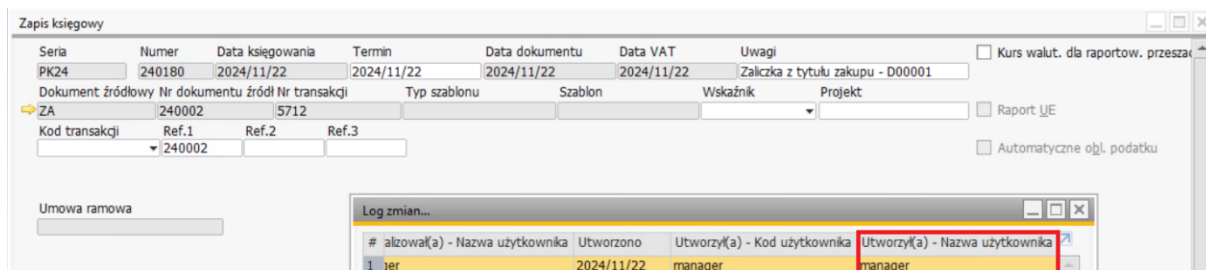 Zapis księgowy
Seria Numer Data księgowania Termin Data dokumentu Data VAT Uwagi Kurs walut. dla raportow. przeszac
PK24 240180 2024/11/22 2024/11/22 2024/11/22 2024/11/22 Zaliczka z tytułu zakupu - D00001
Dokument źródłowy Nr dokumentu źródł Nr transakcji Typ szablonu Szablon Wskaźnik Projekt
ZA 240002 5712 Raport UE
Kod transakcji Ref.1 Ref.2 Ref.3
240002 Automatyczne obl. podatku
Umowa ramowa
Log zmian...
# alizował(a) - Nazwa użytkownika Utworzono Utworzył(a) - Kod użytkownika Utworzył(a) - Nazwa użytkownika
1 ger 2024/11/22 manager manager